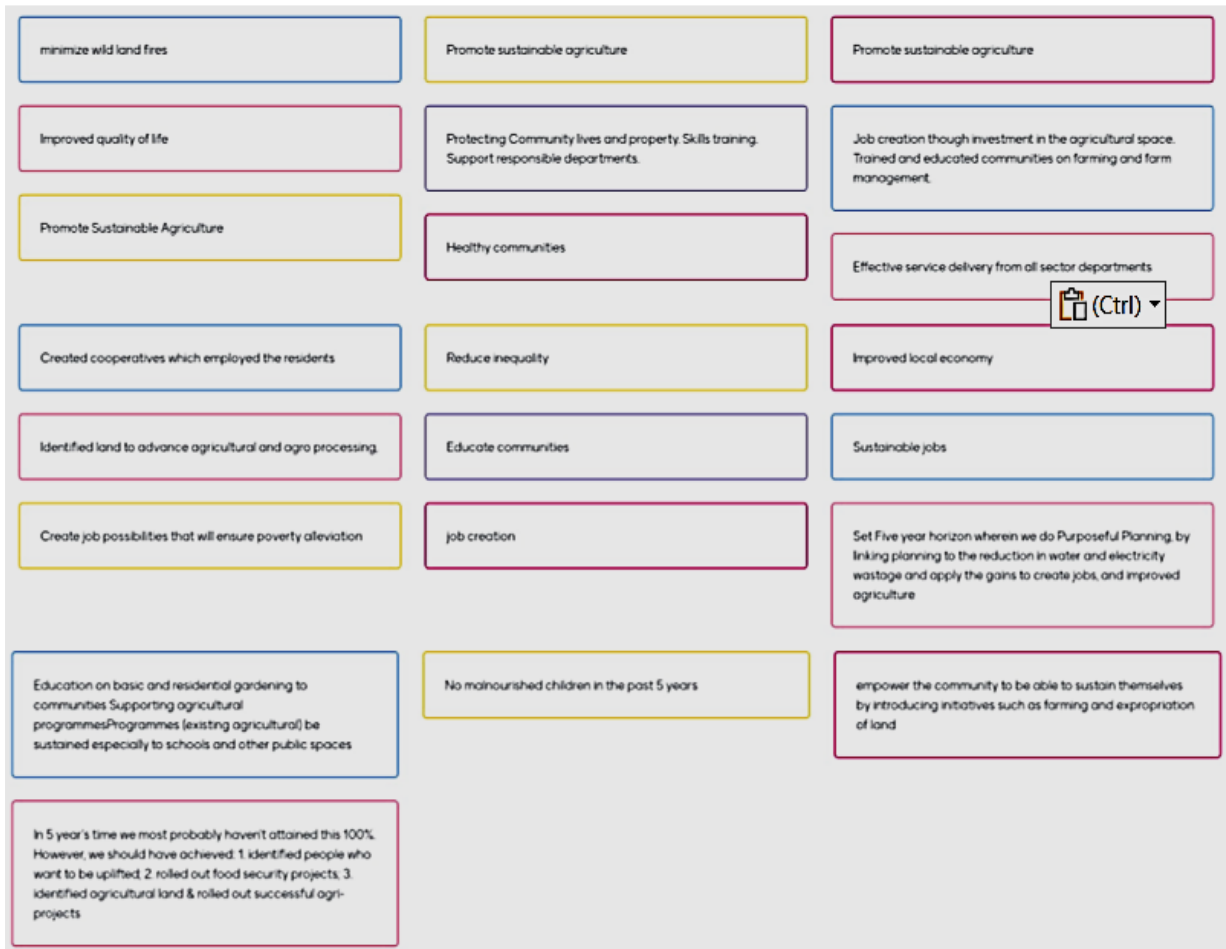 minimize wild land fires
Promote sustainable agriculture
Promote sustainable agriculture
Improved quality of life
Protecting Community lives and property. Skills training.
Support responsible departments.
Job creation though investment in the agricultural space.
Trained and educated communities on farming and farm
management.
Promote Sustainable Agriculture
Healthy communities
Effective service delivery from all sector departments
(Ctrl)
Created cooperatives which employed the residents
Reduce inequality
Improved local economy
Identified land to advance agricultural and agro processing.
Educate communities
Sustainable jobs
Create job possibilities that will ensure poverty alleviation
job creation
Set Five year horizon wherein we do Purposeful Planning, by
linking planning to the reduction in water and electricity
wastage and apply the gains to create jobs, and improved
agriculture
Education on basic and residential gardening to
communities Supporting agricultural
programmesProgrammes (existing agricultural) be
sustained especially to schools and other public spaces
No malnourished children in the past 5 years
empower the community to be able to sustain themselves
by introducing initiatives such as farming and expropriation
of land
In 5 year's time we most probably haven't attained this 100%.
However, we should have achieved: 1. identified people who
want to be uplifted; 2. rolled out food security projects; 3.
identified agricultural land & rolled out successful agri-
projects